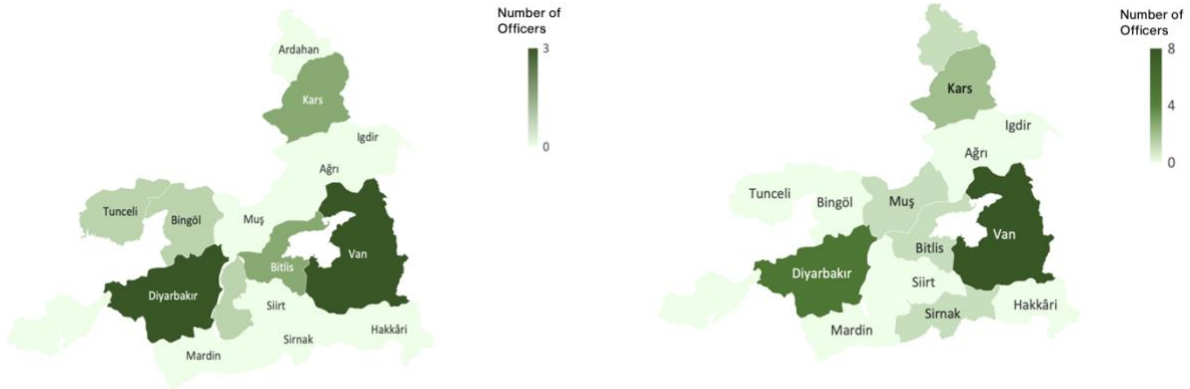 Number of
Officers
3
0
Ardahan
Kars
Igdir
Ağrı
Tunceli
Bingöl
Muş
Van
Bitlis
Diyarbakır
Siirt
Sirnak
Hakkâri
Mardin
Number of
Officers
8
4
0
Kars
Igdir
Ağrı
Tunceli
Bingöl
Muş
Van
Bitlis
Diyarbakır
Siirt
Sirnak
Hakkâri
Mardin